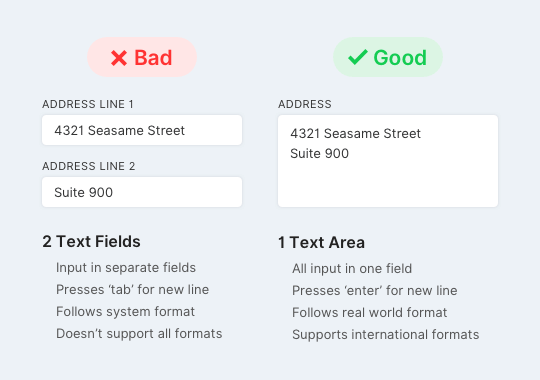 Bad
ADDRESS LINE 1
4321 Seasame Street
ADDRESS LINE 2
Suite 900
2 Text Fields
Input in separate fields
Presses ‘tab’ for new line
Follows system format
Doesn’t support all formats
Good
ADDRESS
4321 Seasame Street
Suite 900
1 Text Area
All input in one field
Presses ‘enter’ for new line
Follows real world format
Supports international formats